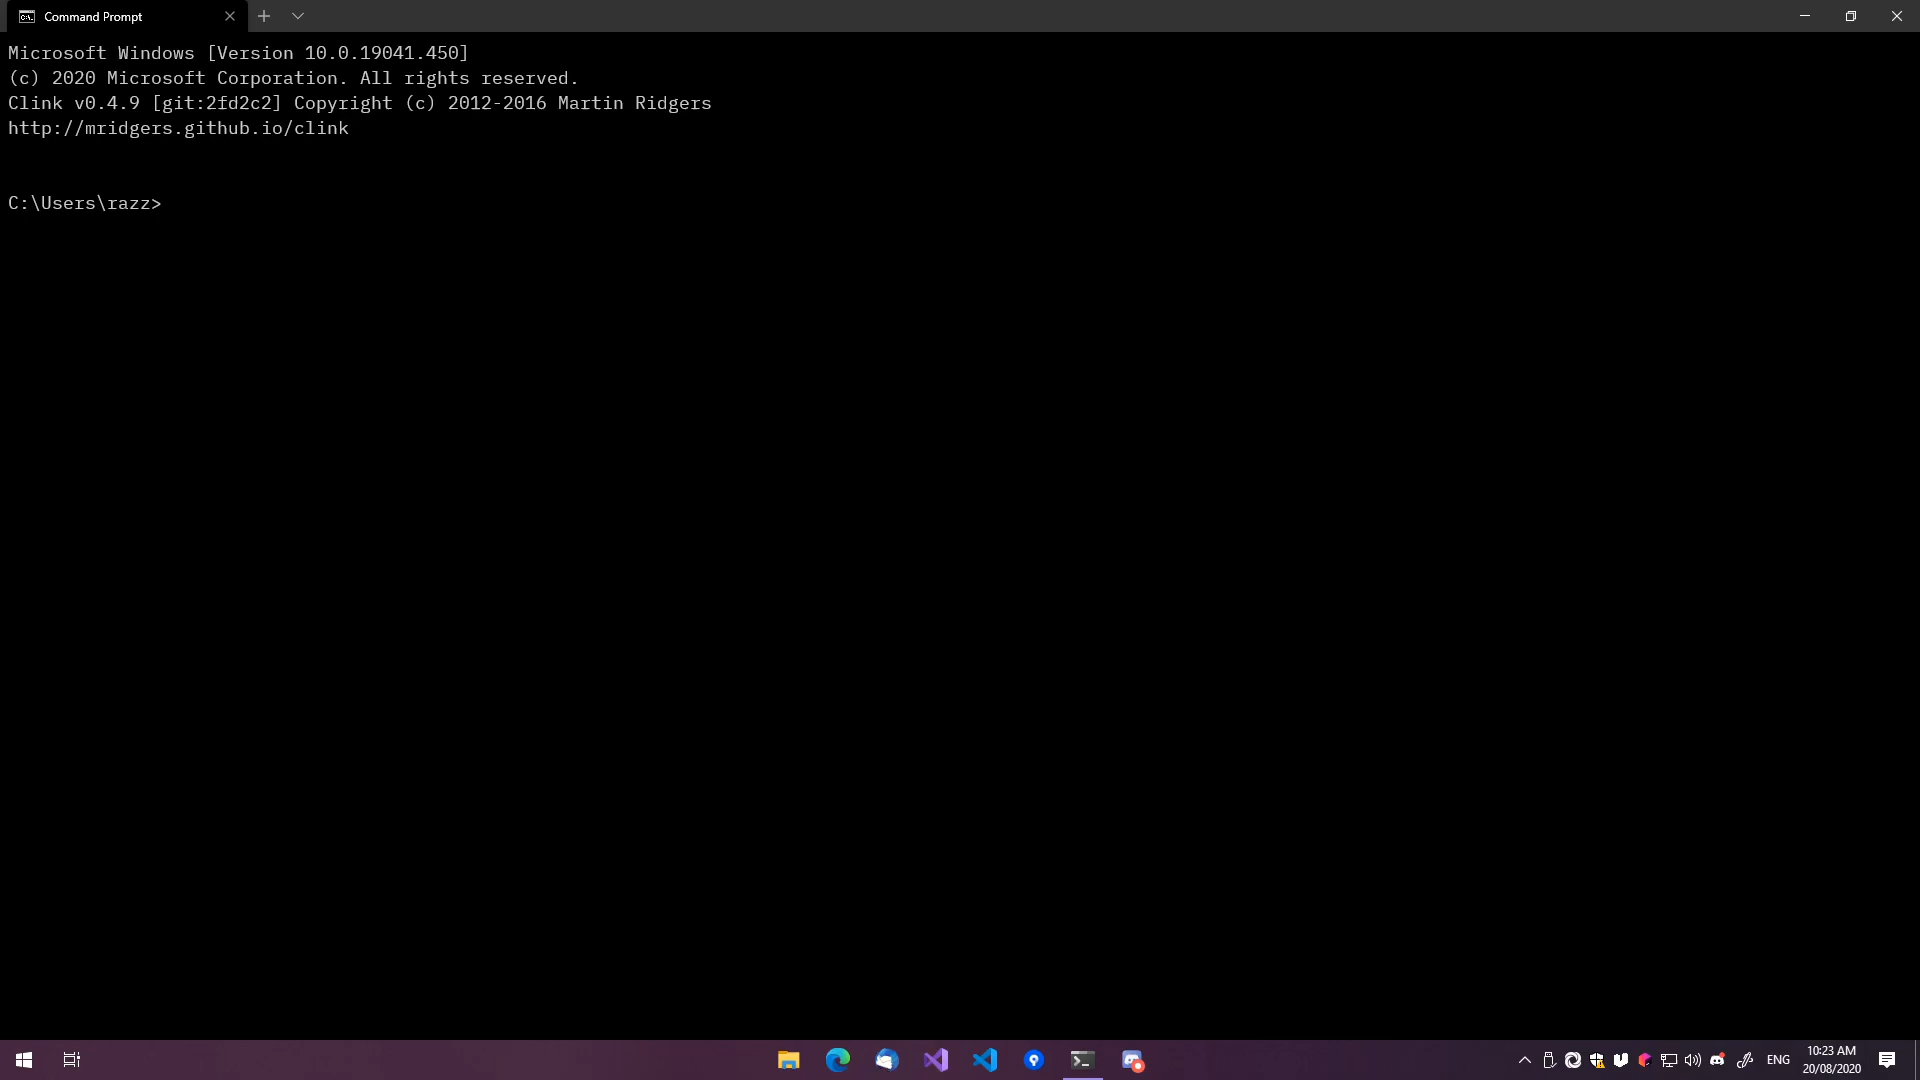 Command Prompt
Microsoft Windows [Version 10.0.19041.450]
(c) 2020 Microsoft Corporation. All rights reserved.
Clink v0.4.9 [git:2fd2c2] Copyright (c) 2012-2016 Martin Ridgers
http://mridgers.github.io/clink
C:\Users\razz>
ENG
10:23 AM
20/08/2020